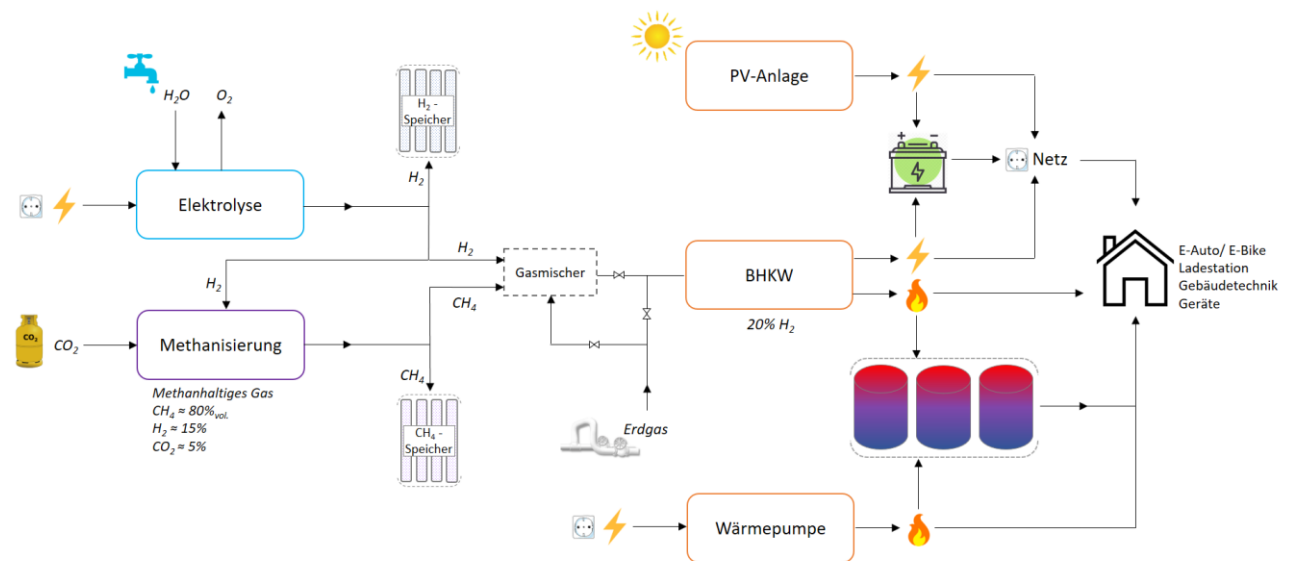 PV-Anlage
H₂O
O₂
H₂ -
Speicher
+ −
Netz
H₂
Elektrolyse
H₂
E-Auto/ E-Bike
Ladestation
Gebäudetechnik
Geräte
Gasmischer
BHKW
H₂
CH₄
20% H₂
CO₂
CO₂
Methanisierung
CH₄
Methanhaltiges Gas
CH₄ ≈ 80%vol.
H₂ ≈ 15%
CO₂ ≈ 5%
CH₄ -
Speicher
Erdgas
Wärmepumpe